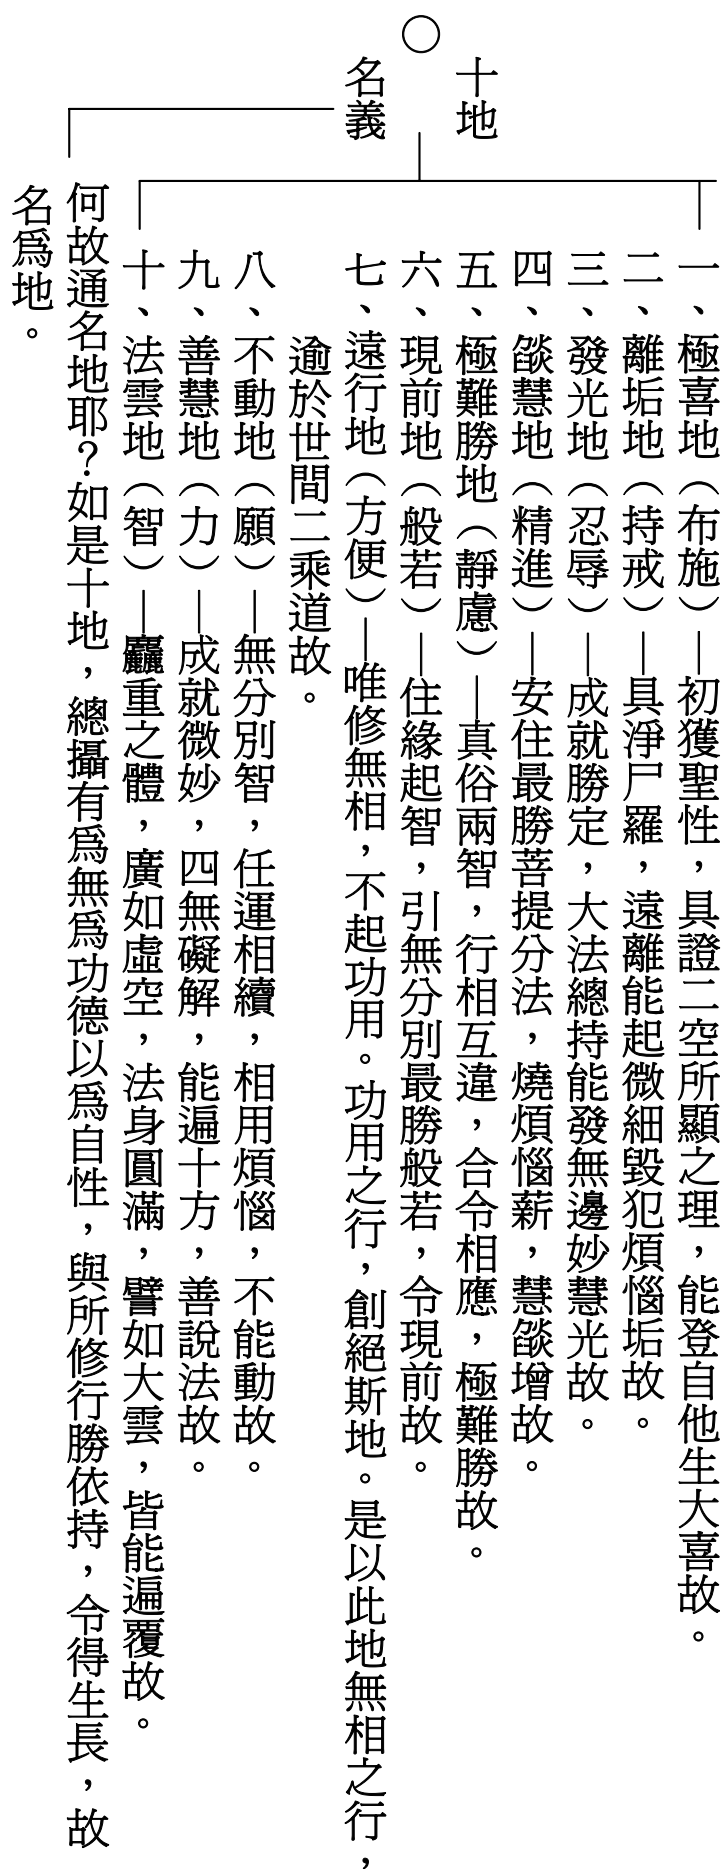 ○
十地
名義
一、極喜地（布施）—初獲聖性，具證二空所顯之理，能登自他生大喜故。
二、離垢地（持戒）—具淨尸羅，遠離能起微細毀犯煩惱垢故。
三、發光地（忍辱）—成就勝定，大法總持能發無邊妙慧光故。
四、燄慧地（精進）—安住最勝菩提分法，燒煩惱薪，慧燄增故。
五、極難勝地（靜慮）—真俗兩智，行相互違，合令相應，極難勝故。
六、現前地（般若）—住緣起智，引無分別最勝般若，令現前故。
七、遠行地（方便）—唯修無相，不起功用。功用之行，創絕斯地。是以此地無相之行，
逾於世間二乘道故。
八、不動地（願）—無分別智，任運相續，相用煩惱，不能動故。
九、善慧地（力）—成就微妙，四無礙解，能遍十方，善說法故。
十、法雲地（智）—麤重之體，廣如虛空，法身圓滿，譬如大雲，皆能遍覆故。
何故通名地耶？如是十地，總攝有為無為功德以為自性，與所修行勝依持，令得生長，故
名為地。